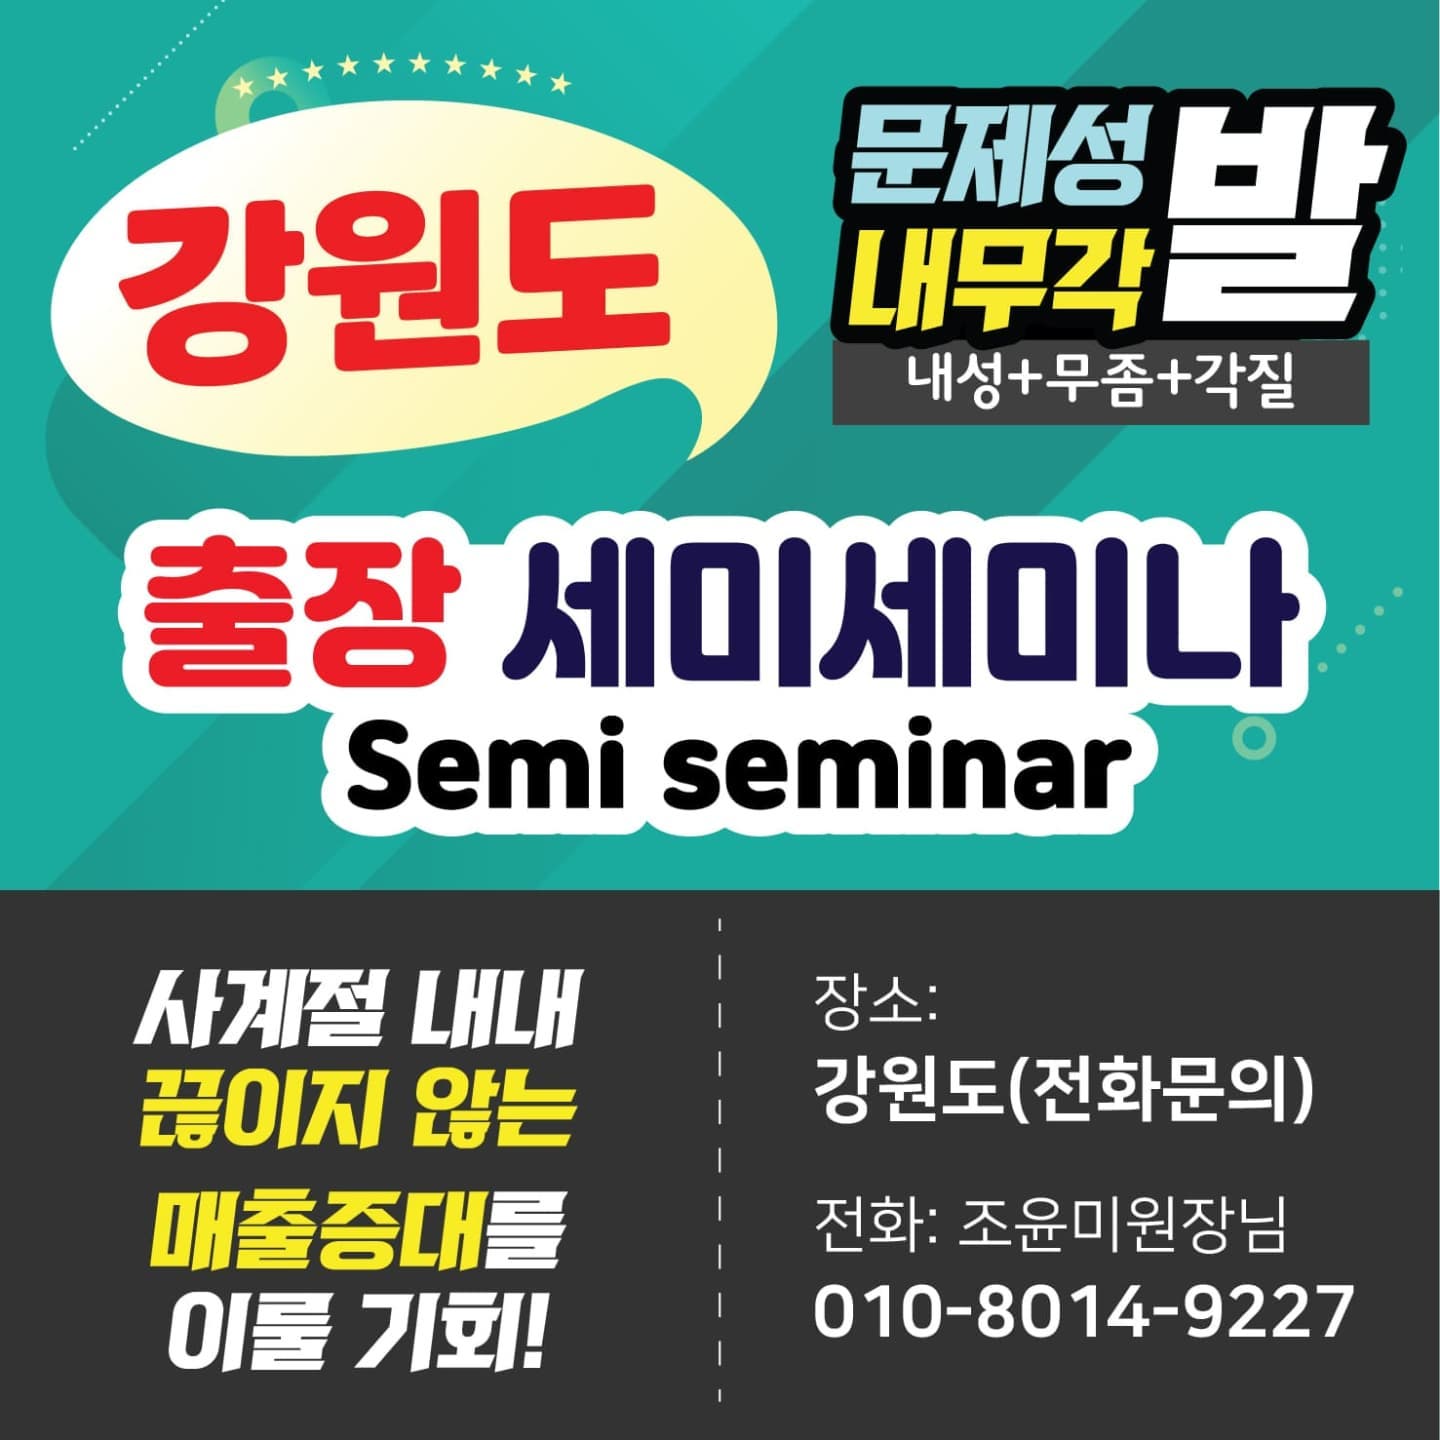 강원도
문제성
내무각
발
내성+무좀+각질
출장 세미세미나
Semi seminar
사계절 내내
끊이지 않는
매출증대를
이룰 기회!
장소:
강원도(전화문의)
전화: 조윤미원장님
010-8014-9227